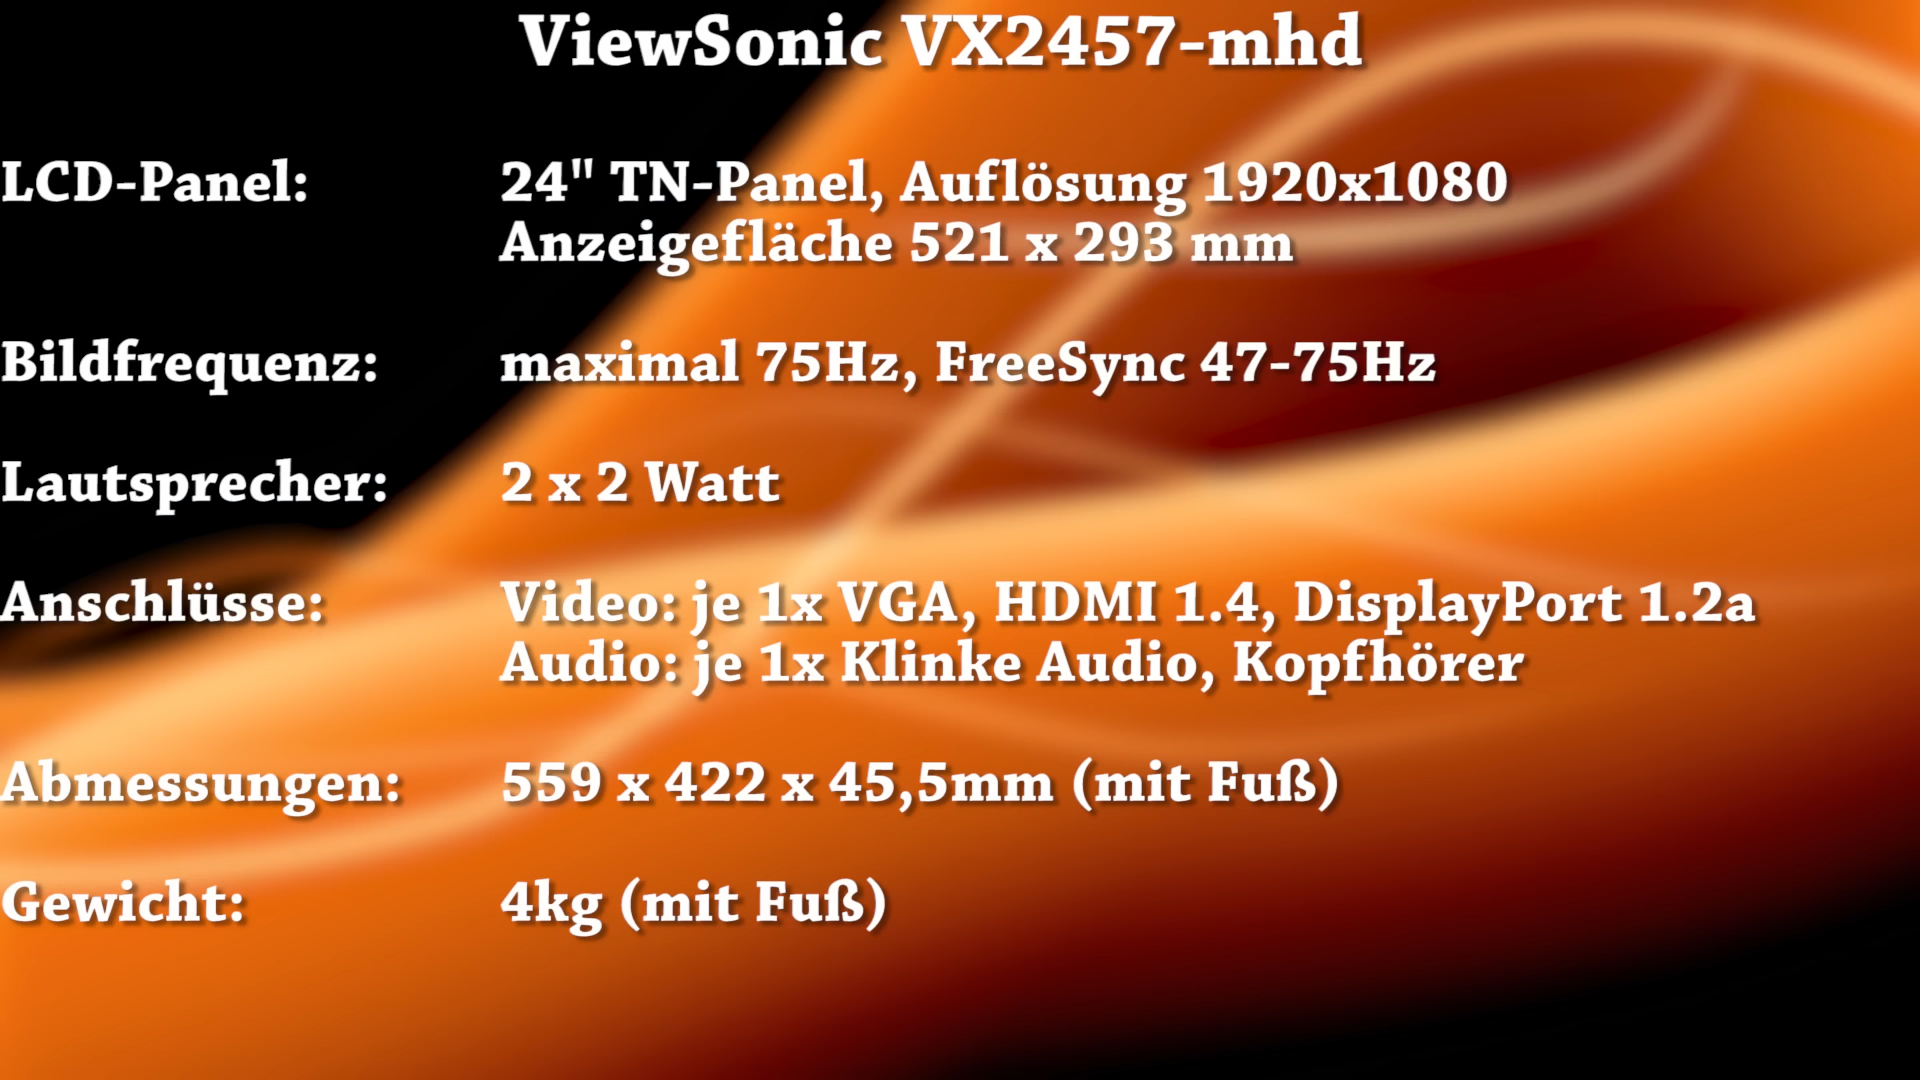 ViewSonic VX2457-mhd
LCD-Panel: 24" TN-Panel, Auflösung 1920x1080
Anzeigefläche 521 x 293 mm
Bildfrequenz: maximal 75Hz, FreeSync 47-75Hz
Lautsprecher: 2 x 2 Watt
Anschlüsse: Video: je 1x VGA, HDMI 1.4, DisplayPort 1.2a
Audio: je 1x Klinke Audio, Kopfhörer
Abmessungen: 559 x 422 x 45,5mm (mit Fuß)
Gewicht: 4kg (mit Fuß)